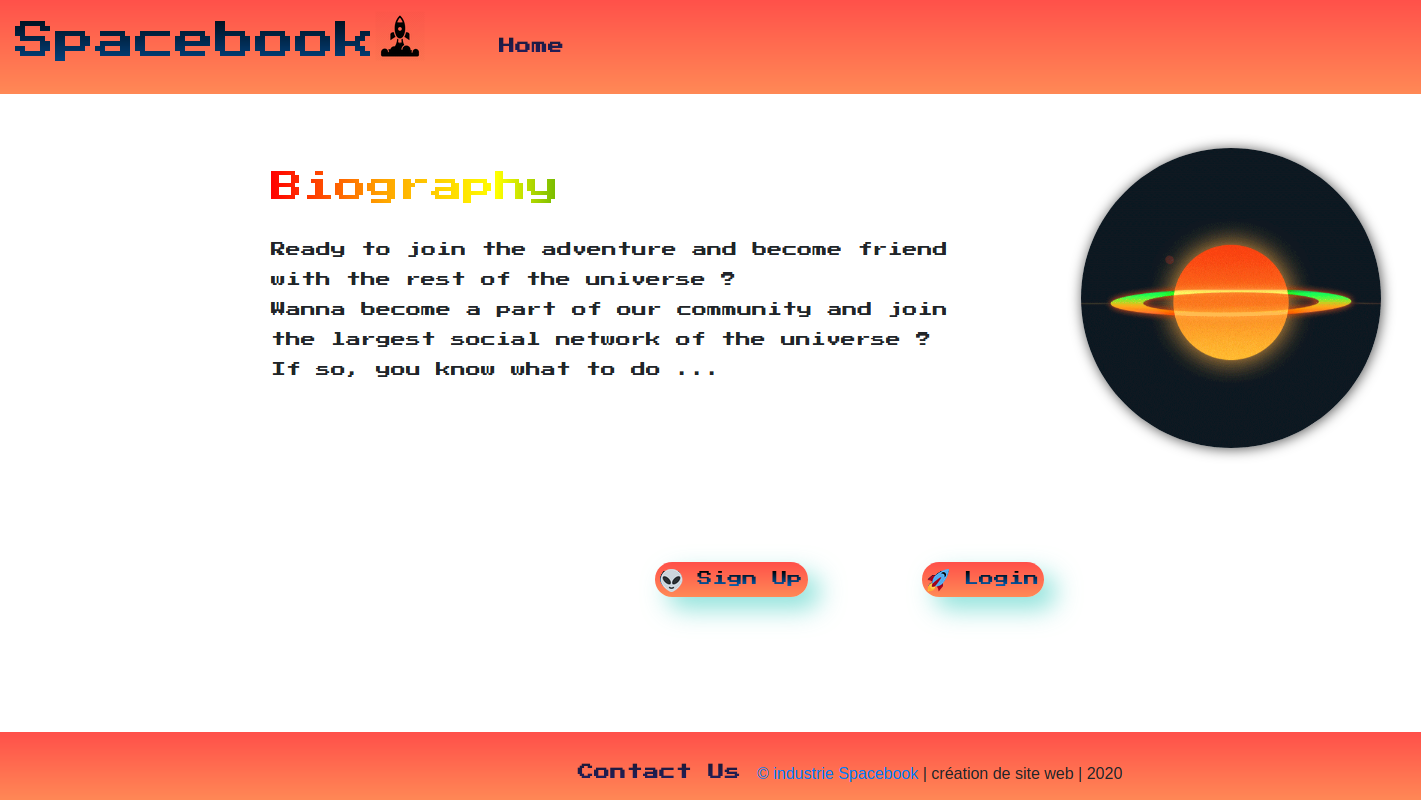 Spacebook
Home
Biography
Ready to join the adventure and become friend
with the rest of the universe ?
Wanna become a part of our community and join
the largest social network of the universe ?
If so, you know what to do ...
Sign Up
Login
Contact Us © industrie Spacebook | création de site web | 2020